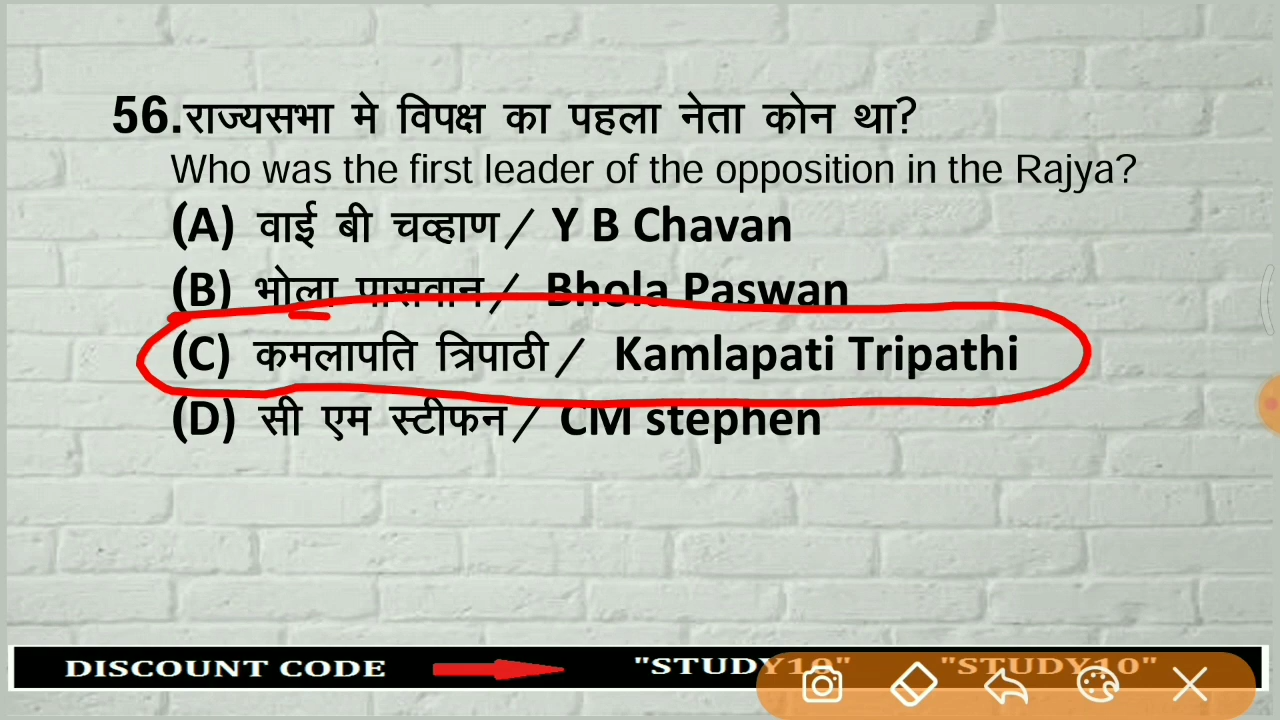 56.राज्यसभा मे विपक्ष का पहला नेता कोन था?
Who was the first leader of the opposition in the Rajya?
(A) वाई बी चव्हाण/ Y B Chavan
(B) भोला पासवान/ Bhola Paswan
(C) कमलापति त्रिपाठी/ Kamlapati Tripathi
(D) सी एम स्टीफन/ CM stephen
DISCOUNT CODE "STUDY10" "STUDY10"